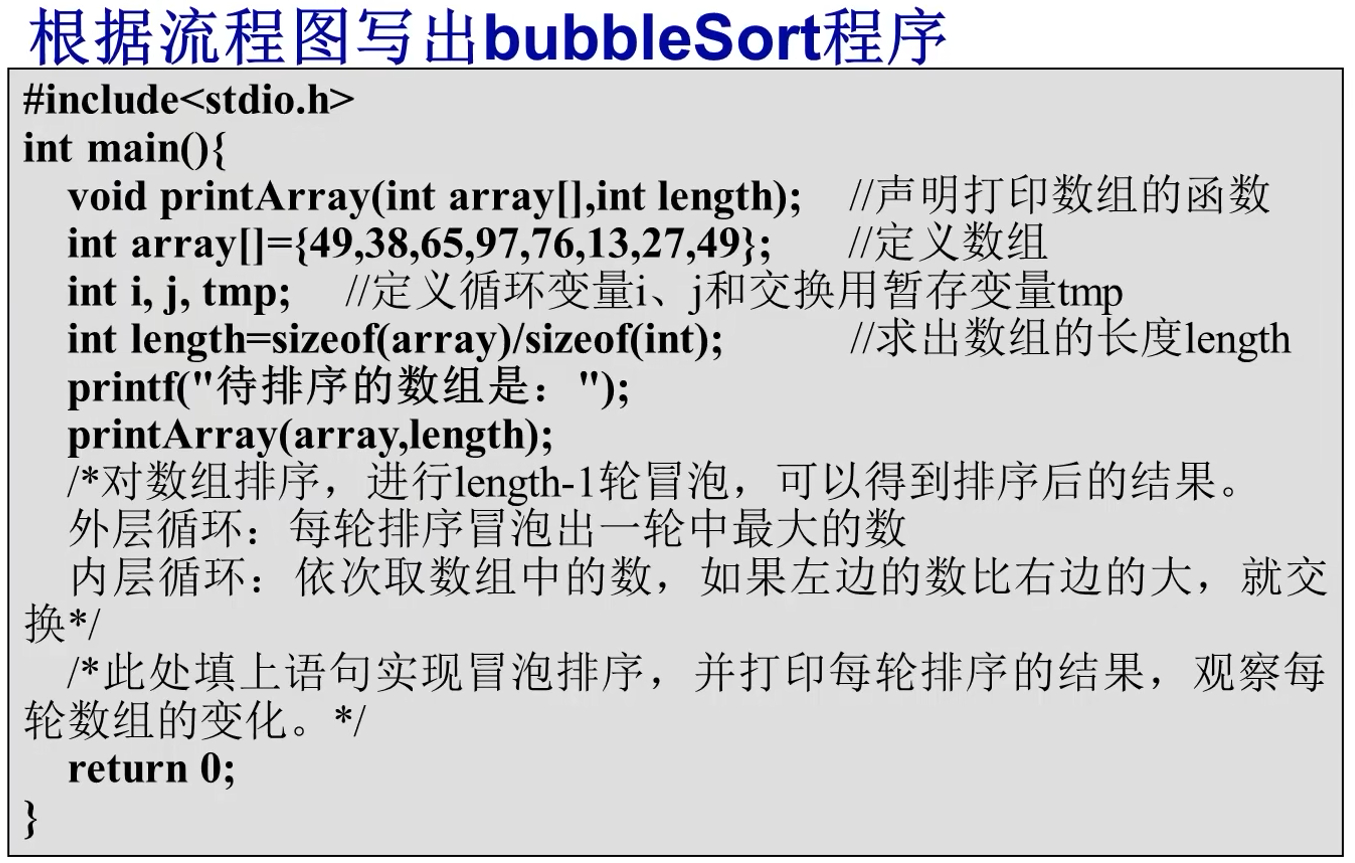 根据流程图写出bubbleSort程序
#include<stdio.h>
int main(){
void printArray(int array[],int length); //声明打印数组的函数
int array[]={49,38,65,97,76,13,27,49}; //定义数组
int i, j, tmp; //定义循环变量i、j和交换用暂存变量tmp
int length=sizeof(array)/sizeof(int); //求出数组的长度length
printf("待排序的数组是：");
printArray(array,length);
/*对数组排序，进行length-1轮冒泡，可以得到排序后的结果。
外层循环：每轮排序冒泡出一轮中最大的数
内层循环：依次取数组中的数，如果左边的数比右边的大，就交
换*/
/*此处填上语句实现冒泡排序，并打印每轮排序的结果，观察每
轮数组的变化。*/
return 0;
}